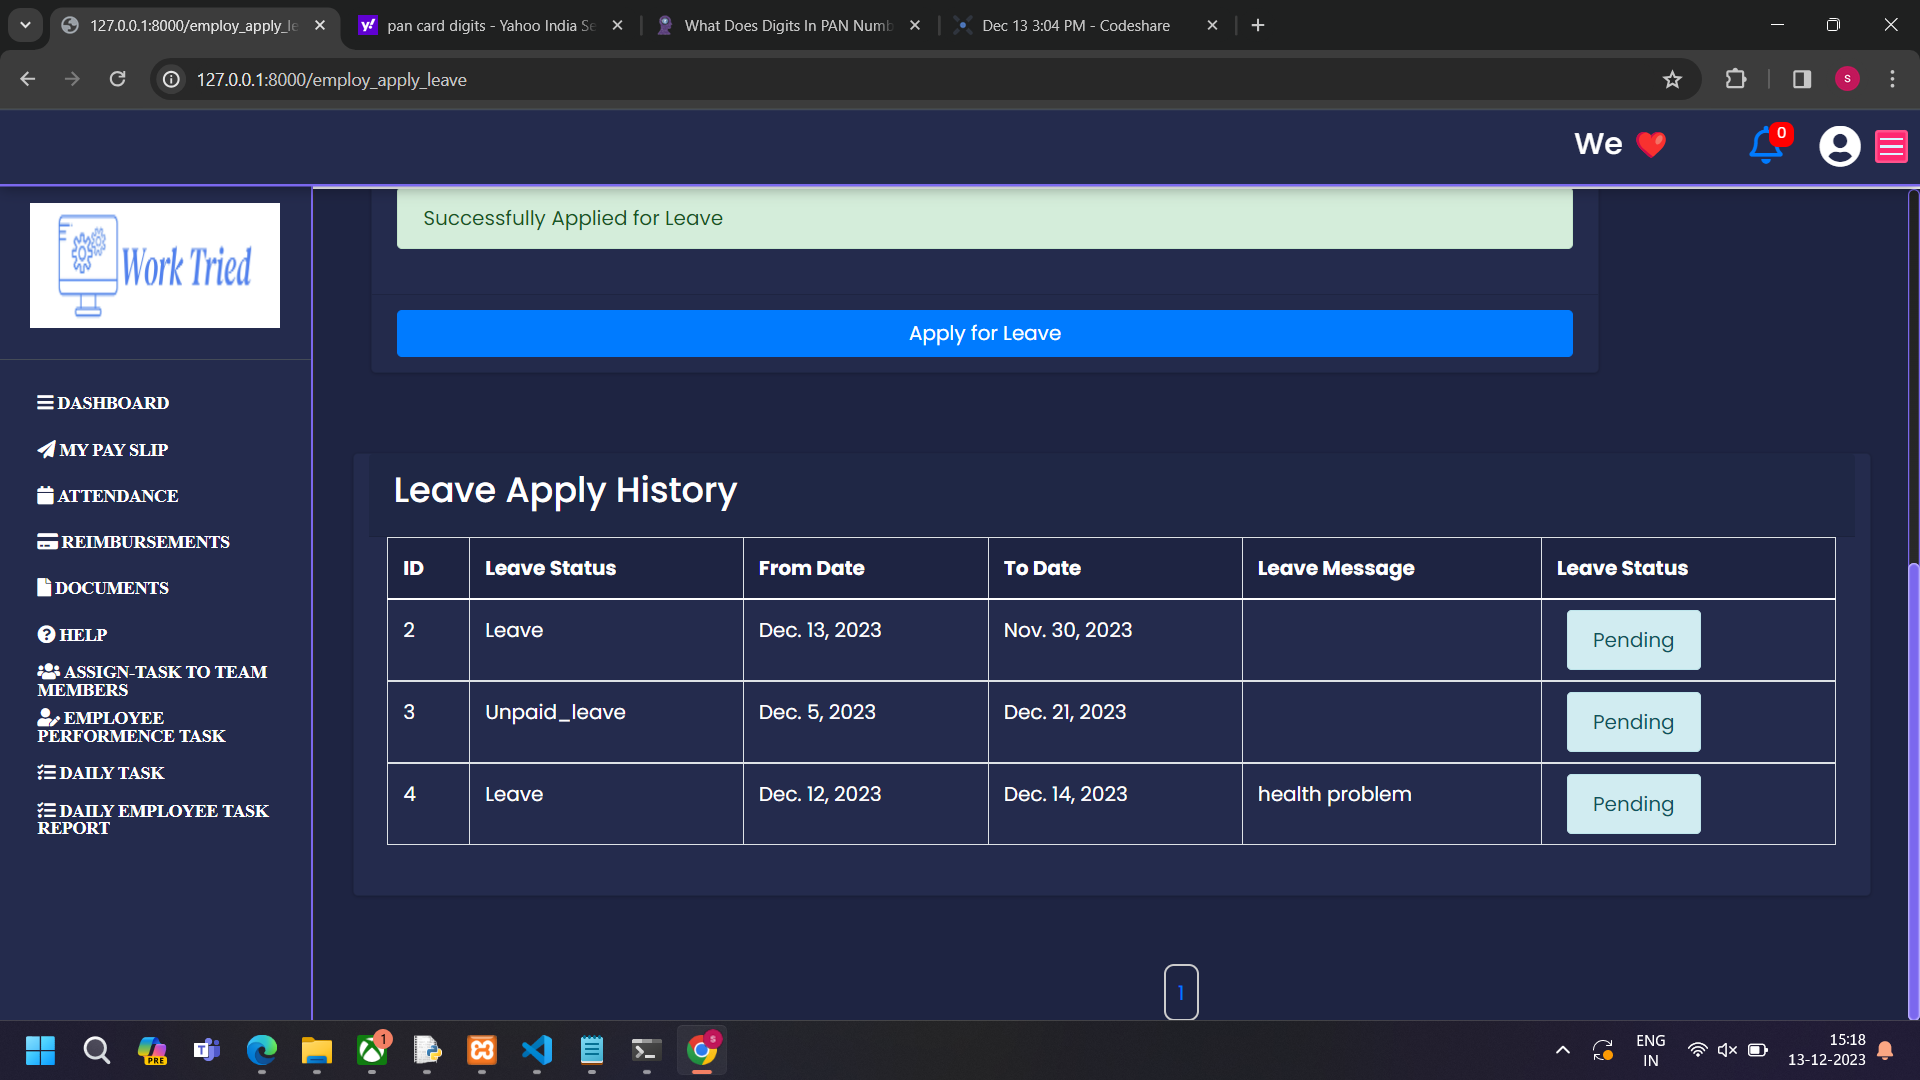 127.0.0.1:8000/employ_apply_le
pan card digits - Yahoo India Se
What Does Digits In PAN Numb
Dec 13 3:04 PM - Codeshare
127.0.0.1:8000/employ_apply_leave
S
We ❤️
0
Work Tried
Successfully Applied for Leave
Apply for Leave
DASHBOARD
MY PAY SLIP
ATTENDANCE
REIMBURSEMENTS
DOCUMENTS
HELP
ASSIGN-TASK TO TEAM
MEMBERS
EMPLOYEE
PERFORMENCE TASK
DAILY TASK
DAILY EMPLOYEE TASK
REPORT
Leave Apply History
ID Leave Status From Date To Date Leave Message Leave Status
2 Leave Dec. 13, 2023 Nov. 30, 2023 Pending
3 Unpaid_leave Dec. 5, 2023 Dec. 21, 2023 Pending
4 Leave Dec. 12, 2023 Dec. 14, 2023 health problem Pending
1
PRE
1
S
ENG
IN
15:18
13-12-2023